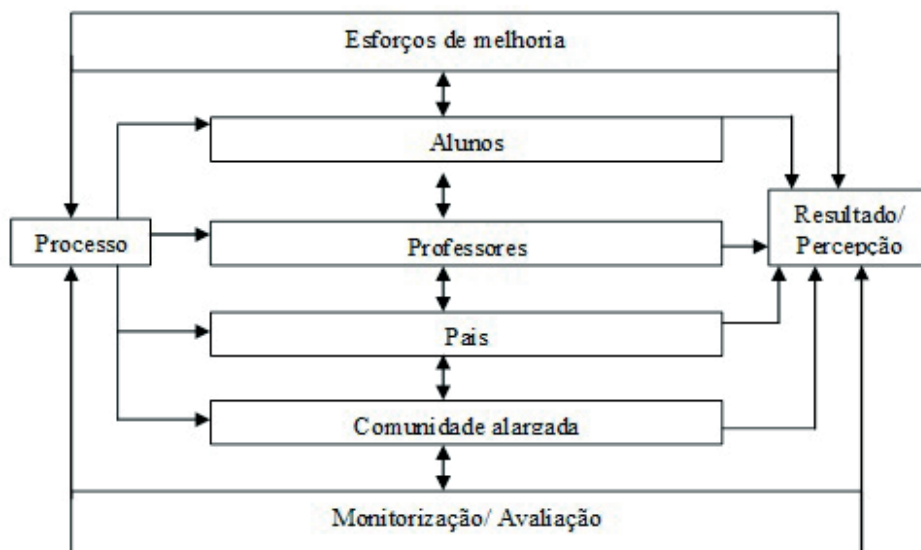 Esforços de melhoria
Alunos
Processo
Professores
Resultado/
Percepção
Pais
Comunidade alargada
Monitorização/ Avaliação